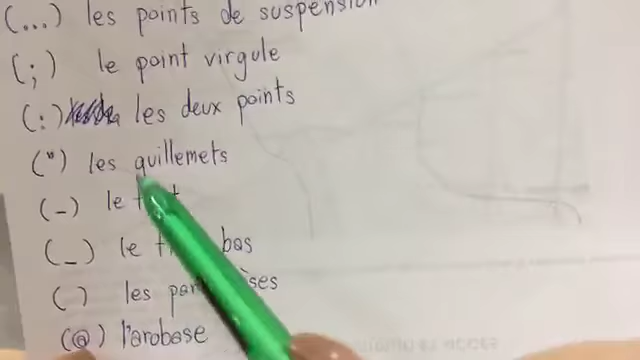 (...) les points de suspension
(;) le point virgule
(:) les deux points
(") les guillemets
(-) le
(_) le bas
( ) les
(@) l'arobase